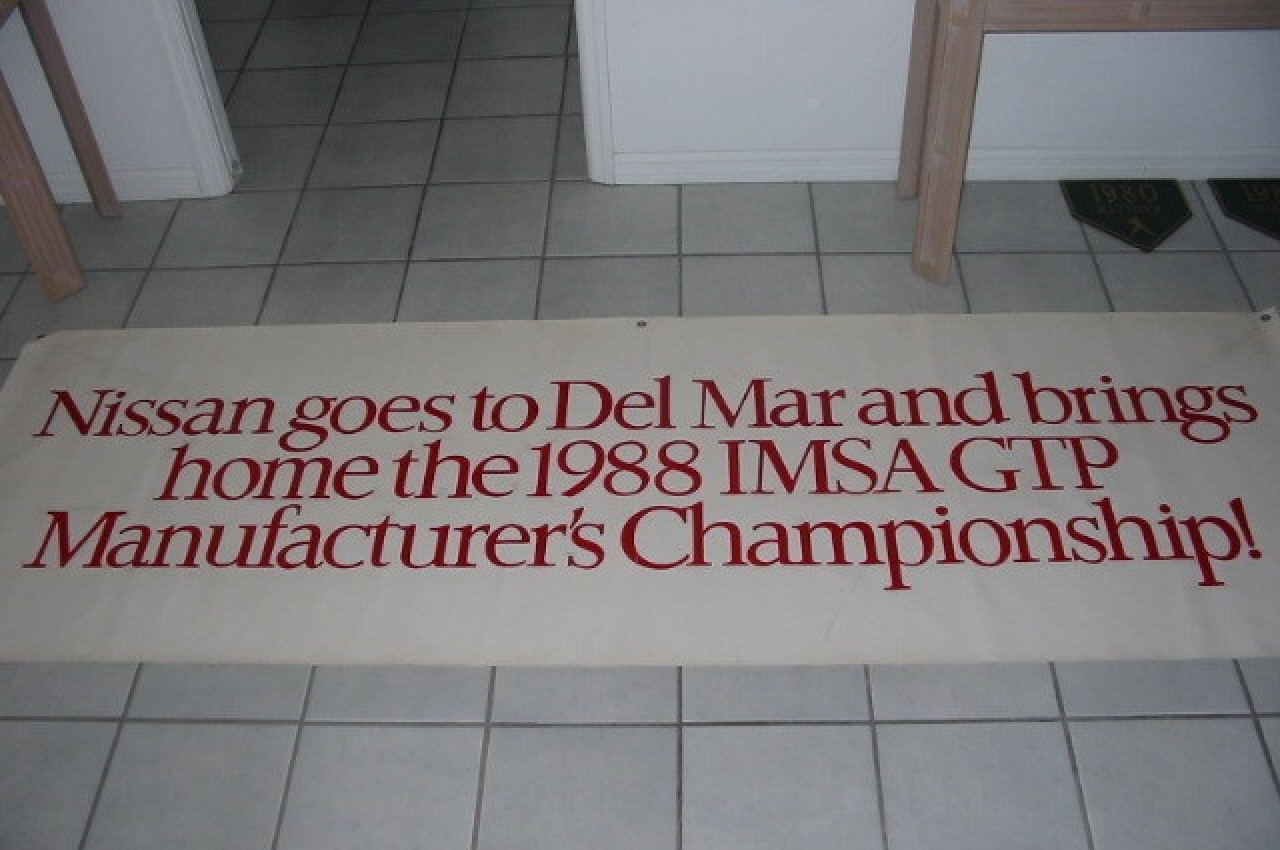 1980
Nissan goes to Del Mar and brings
home the 1988 IMSA GTP
Manufacturer's Championship!